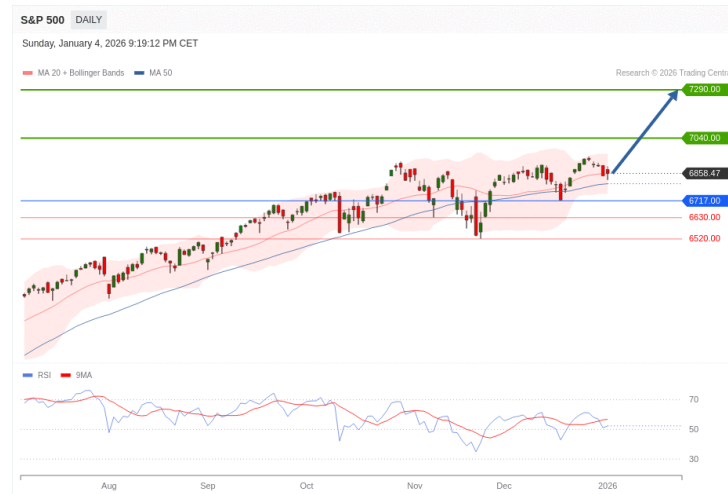 S&P 500 DAILY
Sunday, January 4, 2026 9:19:12 PM CET
MA 20 + Bollinger Bands MA 50 Research © 2026 Trading Centr
7290.00
7040.00
6858.47
6717.00
6630.00
6520.00
RSI 9MA
70
50
30
Aug Sep Oct Nov Dec 2026